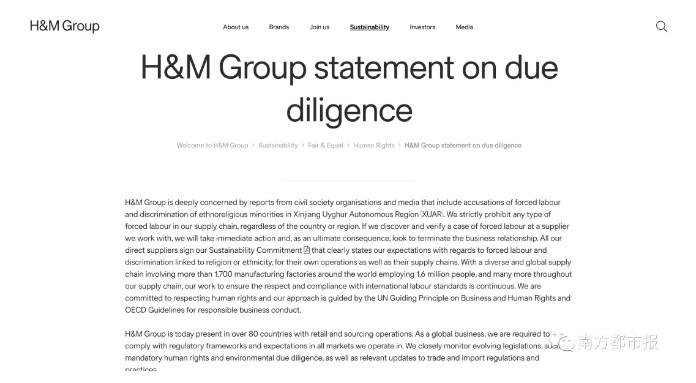 H&M Group
About us Brands Join us Sustainability Investors Media
H&M Group statement on due
diligence
Welcome to H&M Group > Sustainability > Fair & Equal > Human Rights > H&M Group statement on due diligence
H&M Group is deeply concerned by reports from civil society organisations and media that include accusations of forced labour
and discrimination of ethnoreligious minorities in Xinjiang Uyghur Autonomous Region (XUAR). We strictly prohibit any type of
forced labour in our supply chain, regardless of the country or region. If we discover and verify a case of forced labour at a supplier
we work with, we will take immediate action and, as an ultimate consequence, look to terminate the business relationship. All our
direct suppliers sign our Sustainability Commitment that clearly states our expectations with regards to forced labour and
discrimination linked to religion or ethnicity, for their own operations as well as their supply chains. With a diverse and global supply
chain involving more than 1,700 manufacturing factories around the world employing 1,6 million people, and many more throughout
our supply chain, our work to ensure the respect and compliance with international labour standards is continuous. We are
committed to respecting human rights and our approach is guided by the UN Guiding Principle on Business and Human Rights and
OECD Guidelines for responsible business conduct.
H&M Group is today present in over 80 countries with retail and sourcing operations. As a global business, we are required to
comply with regulatory frameworks and expectations in all markets we operate in. We closely monitor evolving legislations,
mandatory human rights and environmental due diligence, as well as relevant updates to trade and import regulations and
practices
南方都市报